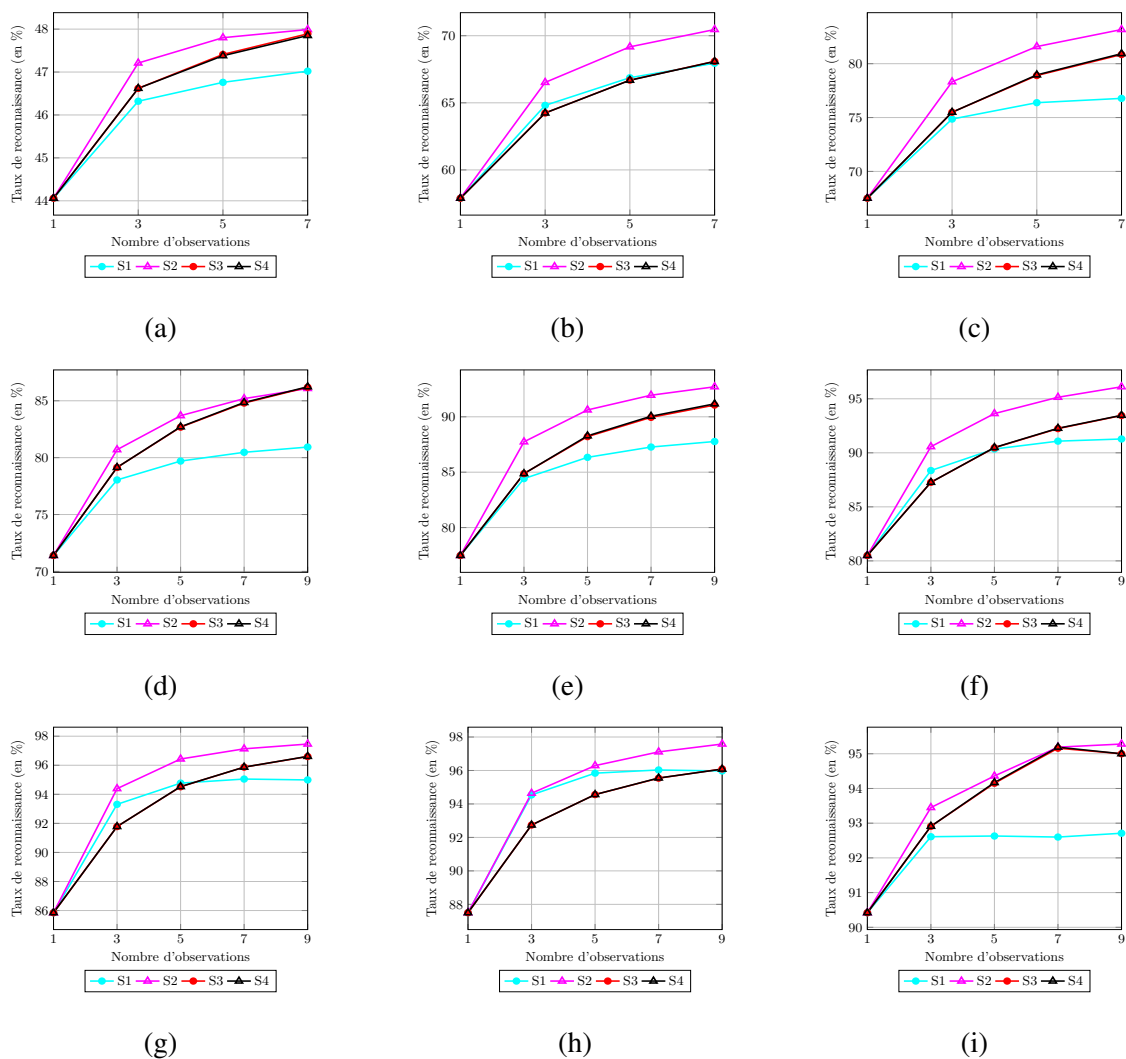 Taux de reconnaissance (en %)
48
47
46
45
44
1 3 5 7
Nombre d'observations
S1 S2 S3 S4
(a)
Taux de reconnaissance (en %)
70
65
60
1 3 5 7
Nombre d'observations
S1 S2 S3 S4
(b)
Taux de reconnaissance (en %)
80
75
70
1 3 5 7
Nombre d'observations
S1 S2 S3 S4
(c)
Taux de reconnaissance (en %)
85
80
75
70
1 3 5 7 9
Nombre d'observations
S1 S2 S3 S4
(d)
Taux de reconnaissance (en %)
90
85
80
1 3 5 7 9
Nombre d'observations
S1 S2 S3 S4
(e)
Taux de reconnaissance (en %)
95
90
85
80
1 3 5 7 9
Nombre d'observations
S1 S2 S3 S4
(f)
Taux de reconnaissance (en %)
98
96
94
92
90
88
86
1 3 5 7 9
Nombre d'observations
S1 S2 S3 S4
(g)
Taux de reconnaissance (en %)
98
96
94
92
90
88
1 3 5 7 9
Nombre d'observations
S1 S2 S3 S4
(h)
Taux de reconnaissance (en %)
95
94
93
92
91
90
1 3 5 7 9
Nombre d'observations
S1 S2 S3 S4
(i)